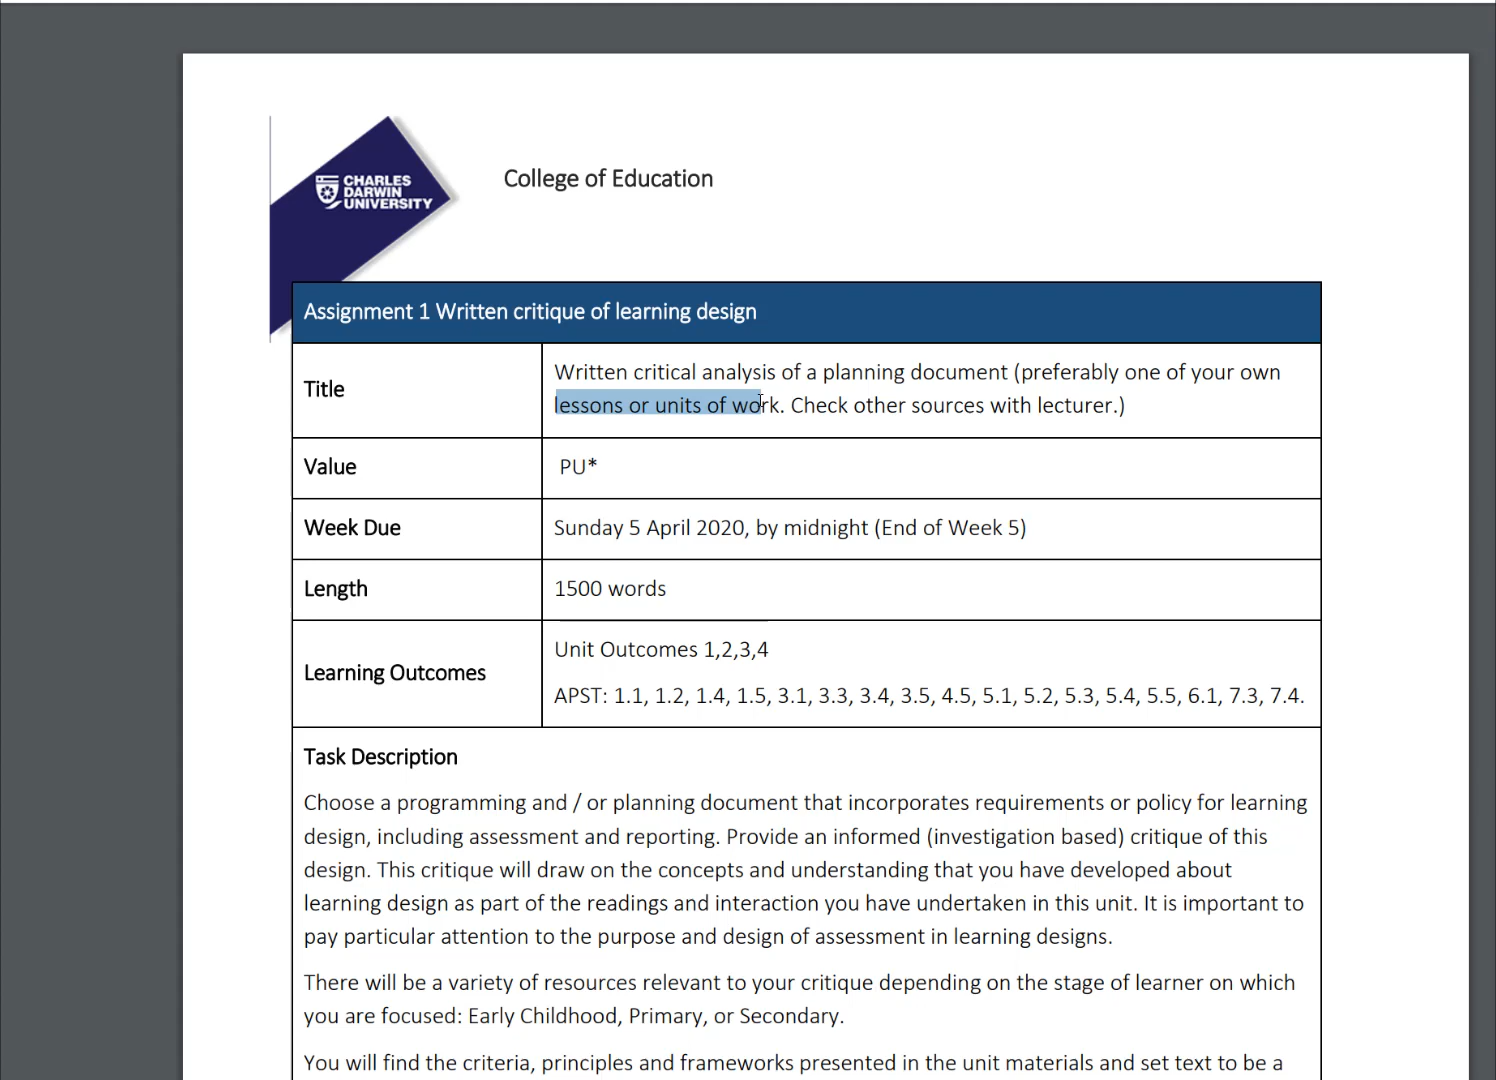 CHARLES
DARWIN
UNIVERSITY
College of Education
Assignment 1 Written critique of learning design
Title
Written critical analysis of a planning document (preferably one of your own
lessons or units of work. Check other sources with lecturer.)
Value
PU*
Week Due
Sunday 5 April 2020, by midnight (End of Week 5)
Length
1500 words
Learning Outcomes
Unit Outcomes 1,2,3,4
APST: 1.1, 1.2, 1.4, 1.5, 3.1, 3.3, 3.4, 3.5, 4.5, 5.1, 5.2, 5.3, 5.4, 5.5, 6.1, 7.3, 7.4.
Task Description
Choose a programming and / or planning document that incorporates requirements or policy for learning
design, including assessment and reporting. Provide an informed (investigation based) critique of this
design. This critique will draw on the concepts and understanding that you have developed about
learning design as part of the readings and interaction you have undertaken in this unit. It is important to
pay particular attention to the purpose and design of assessment in learning designs.
There will be a variety of resources relevant to your critique depending on the stage of learner on which
you are focused: Early Childhood, Primary, or Secondary.
You will find the criteria, principles and frameworks presented in the unit materials and set text to be a